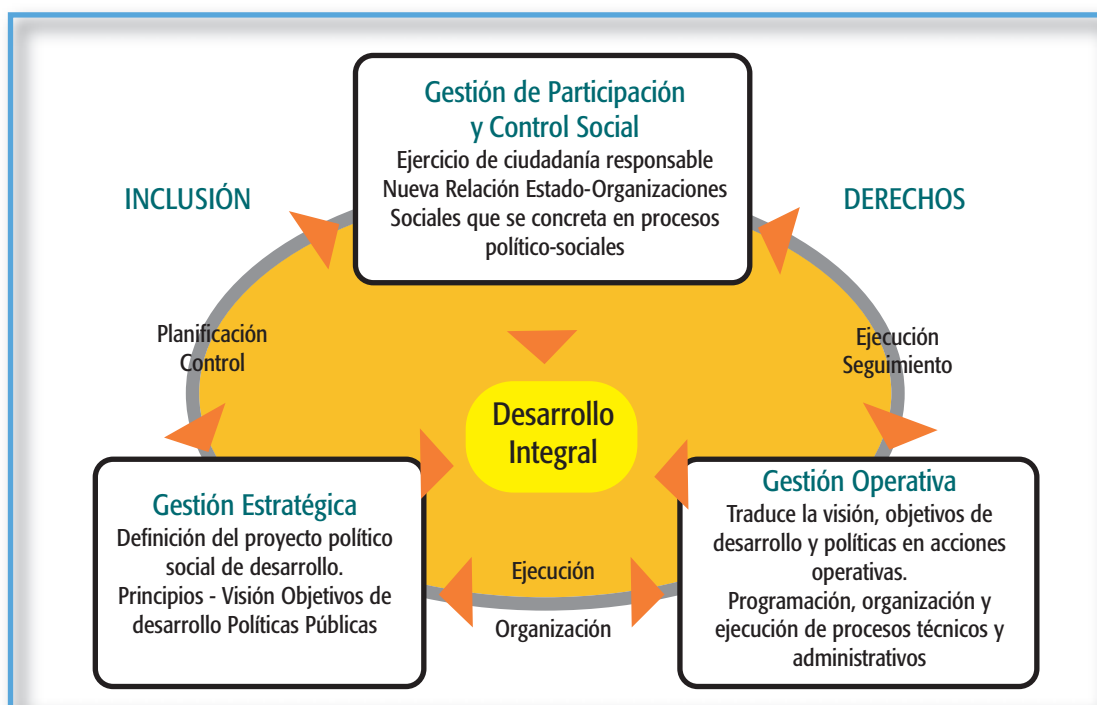 Gestión de Participación
y Control Social
Ejercicio de ciudadanía responsable
Nueva Relación Estado-Organizaciones
Sociales que se concreta en procesos
político-sociales
INCLUSIÓN
DERECHOS
Planificación
Control
Ejecución
Seguimiento
Desarrollo
Integral
Gestión Estratégica
Definición del proyecto político
social de desarrollo.
Principios - Visión Objetivos de
desarrollo Políticas Públicas
Ejecución
Organización
Gestión Operativa
Traduce la visión, objetivos de
desarrollo y políticas en acciones
operativas.
Programación, organización y
ejecución de procesos técnicos y
administrativos